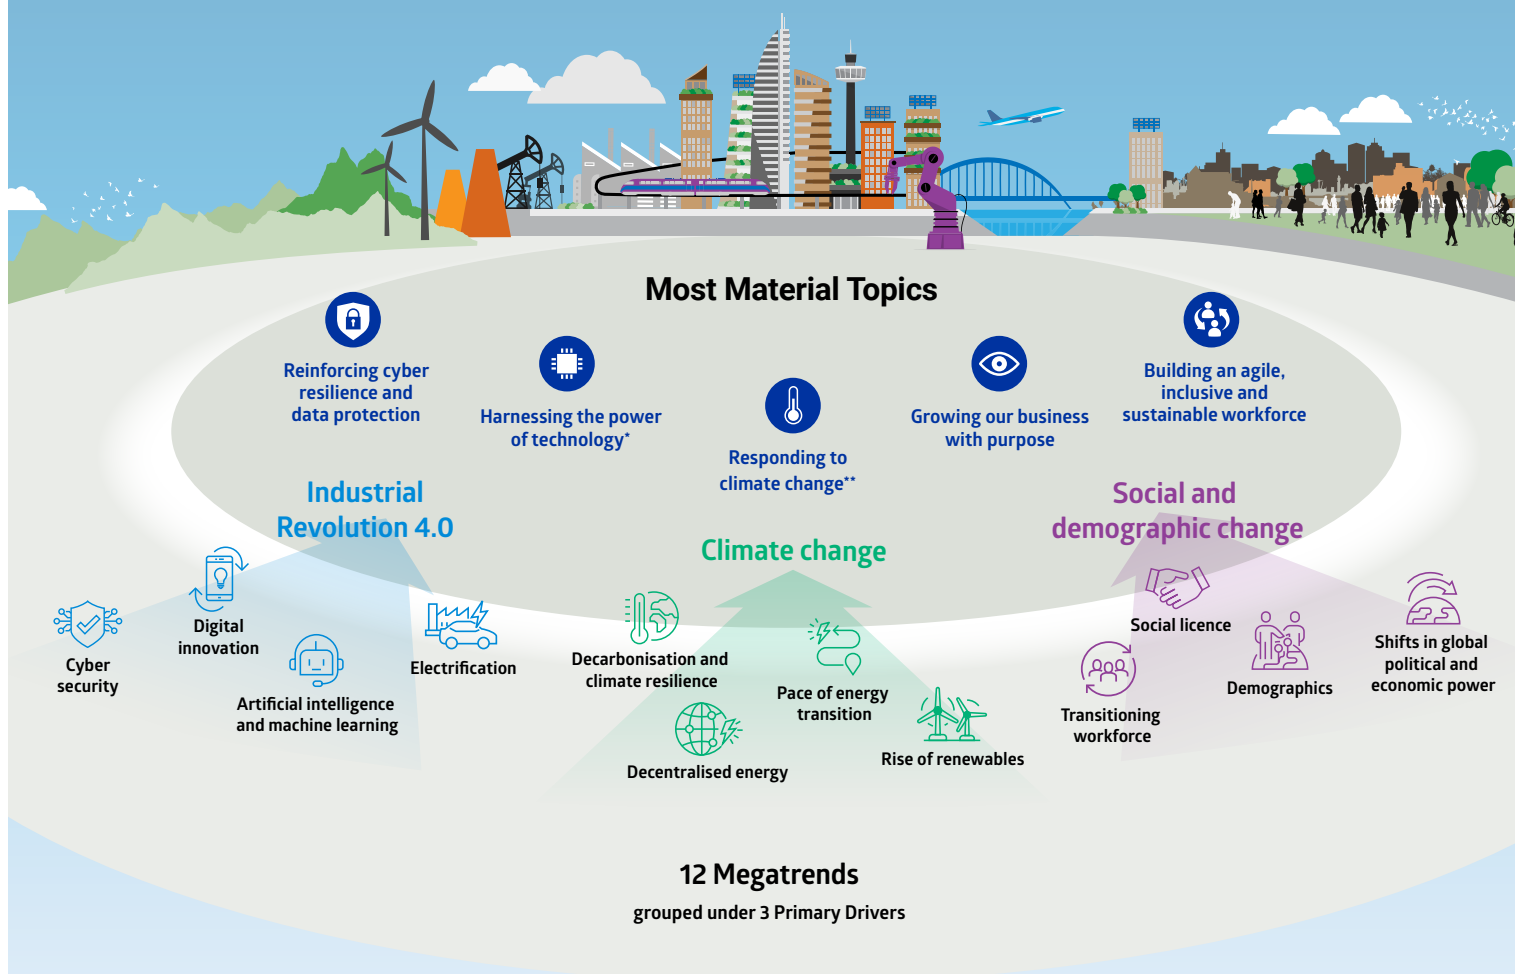 Most Material Topics
Reinforcing cyber
resilience and
data protection
Harnessing the power
of technology*
Responding to
climate change**
Growing our business
with purpose
Building an agile,
inclusive and
sustainable workforce
Industrial
Revolution 4.0
Climate change
Social and
demographic change
Cyber
security
Digital
innovation
Artificial intelligence
and machine learning
Electrification
Decarbonisation and
climate resilience
Decentralised energy
Pace of energy
transition
Rise of renewables
Social licence
Transitioning
workforce
Demographics
Shifts in global
political and
economic power
12 Megatrends
grouped under 3 Primary Drivers